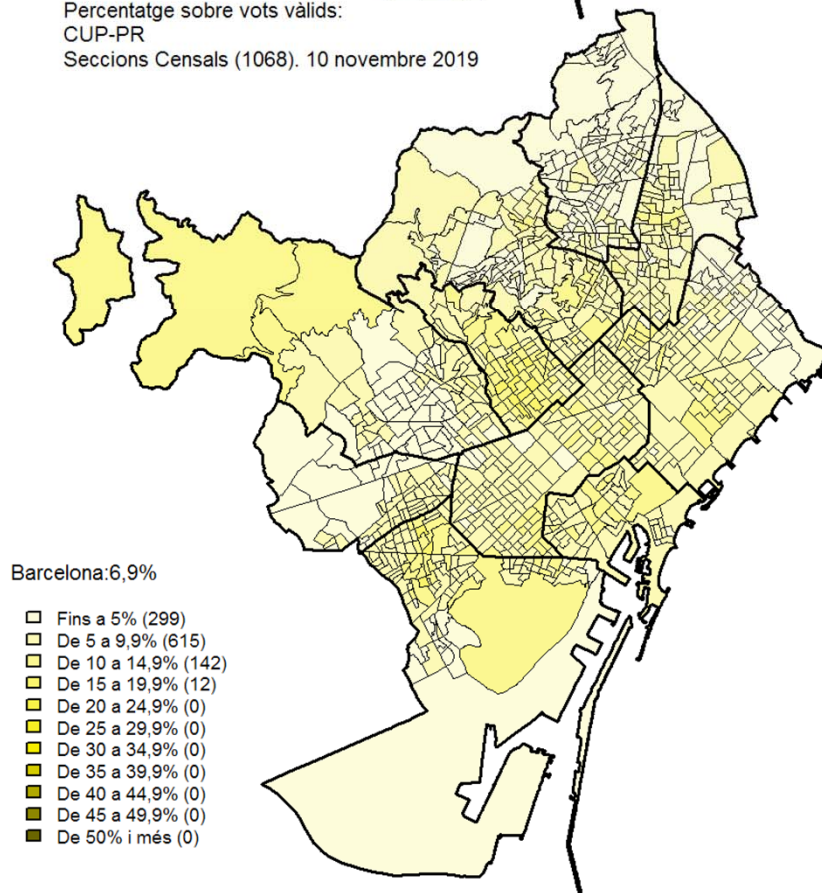 Percentatge sobre vots vàlids:
CUP-PR
Seccions Censals (1068). 10 novembre 2019
Barcelona:6,9%
Fins a 5% (299)
De 5 a 9,9% (615)
De 10 a 14,9% (142)
De 15 a 19,9% (12)
De 20 a 24,9% (0)
De 25 a 29,9% (0)
De 30 a 34,9% (0)
De 35 a 39,9% (0)
De 40 a 44,9% (0)
De 45 a 49,9% (0)
De 50% i més (0)